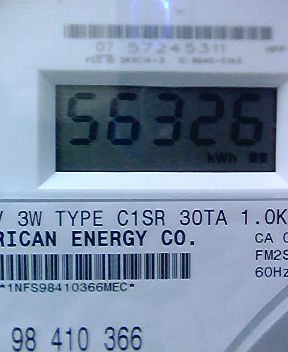 07 57245311
56326
kWh
V 3W TYPE C1SR 30TA 1.0K
RICAN ENERGY CO.
CA
FM2S
60Hz
*1NFS98410366MEC*
98 410 366